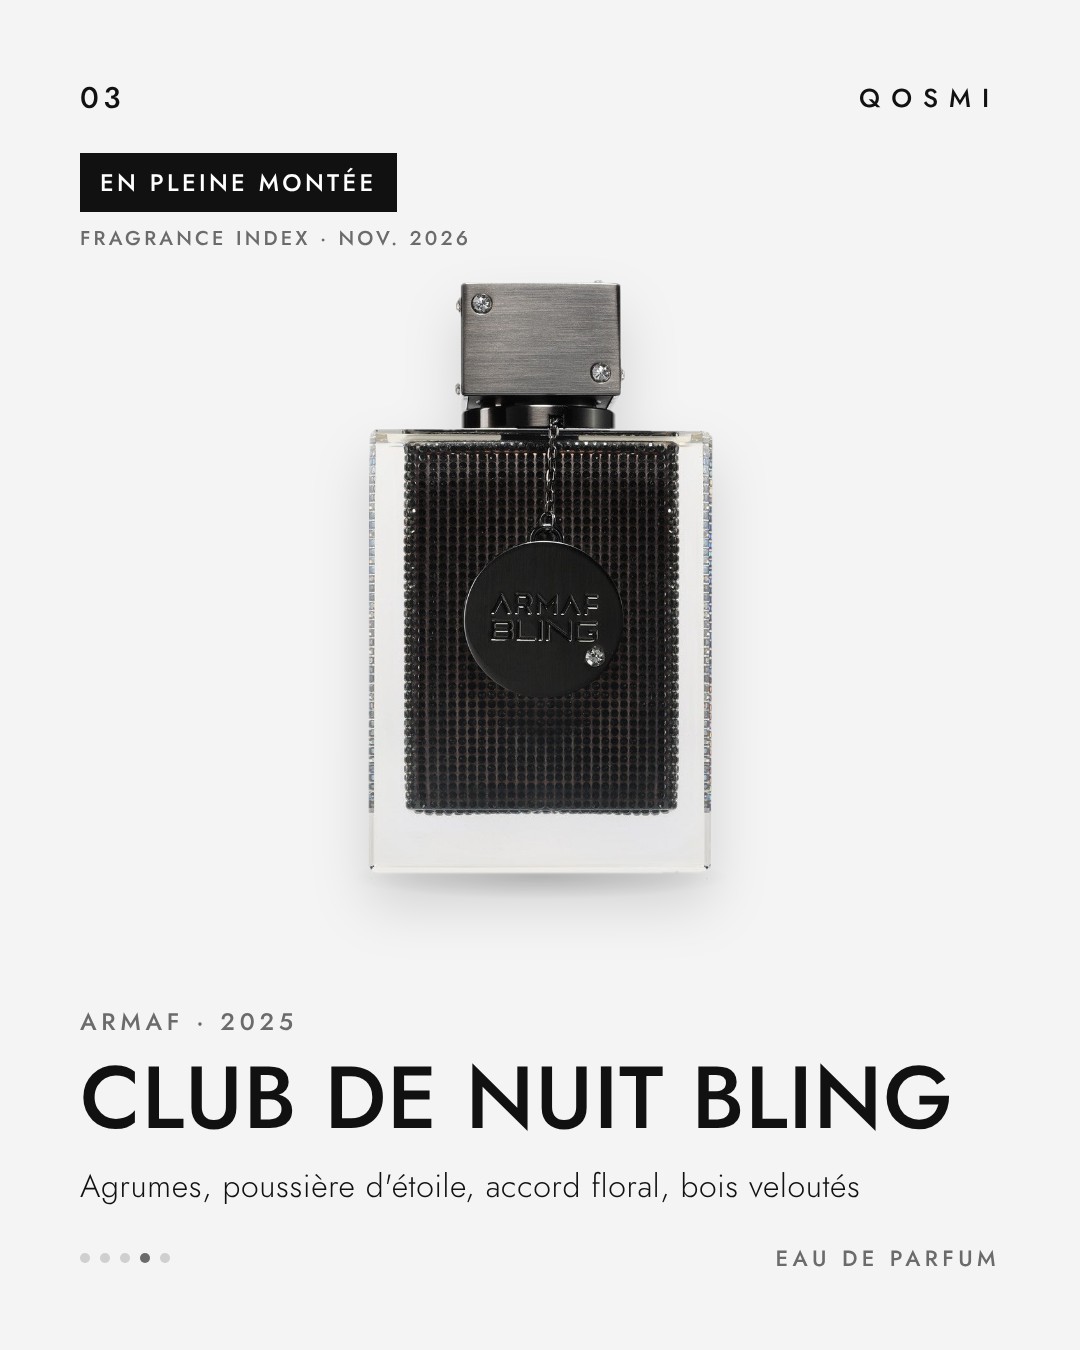 03
QOSMI
EN PLEINE MONTÉE
FRAGRANCE INDEX · NOV. 2026
ARMAF
BLING
ARMAF · 2025
CLUB DE NUIT BLING
Agrumes, poussière d'étoile, accord floral, bois veloutés
EAU DE PARFUM